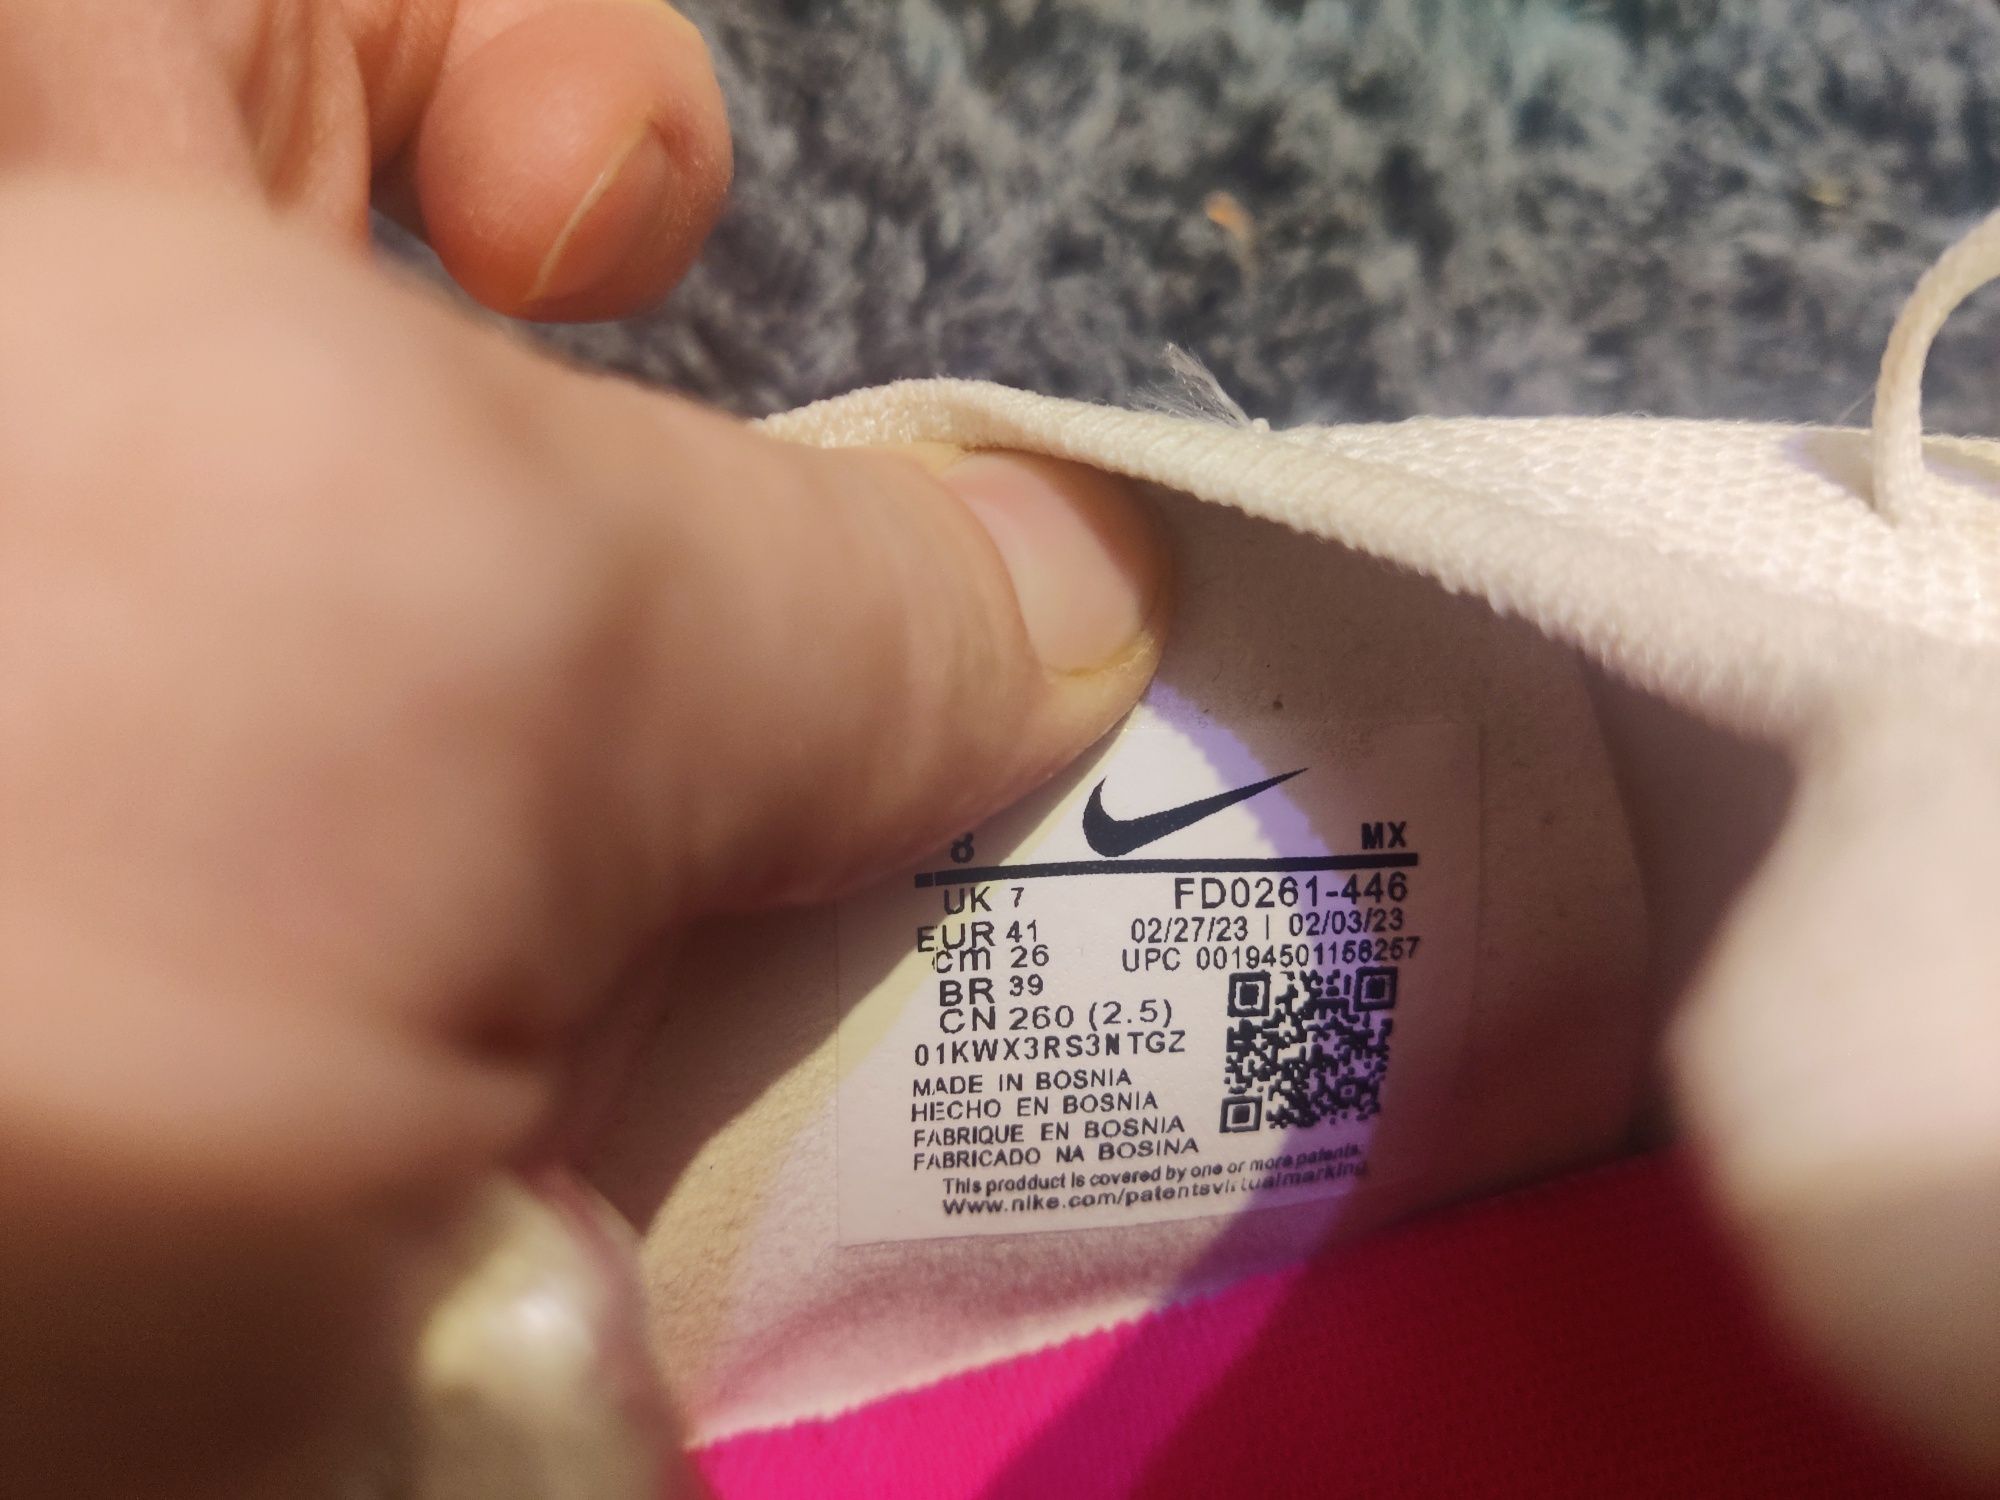 8 MX
UK 7 FD0261-446
EUR 41 02/27/23 | 02/03/23
cm 26 UPC 00194501156257
BR 39
CN 260 (2.5)
01KWX3RS3NTGZ
MADE IN BOSNIA
HECHO EN BOSNIA
FABRIQUE EN BOSNIA
FABRICADO NA BOSINA
This prodduct is covered by one or more patents.
Www.nike.com/patentsvirtualmarking